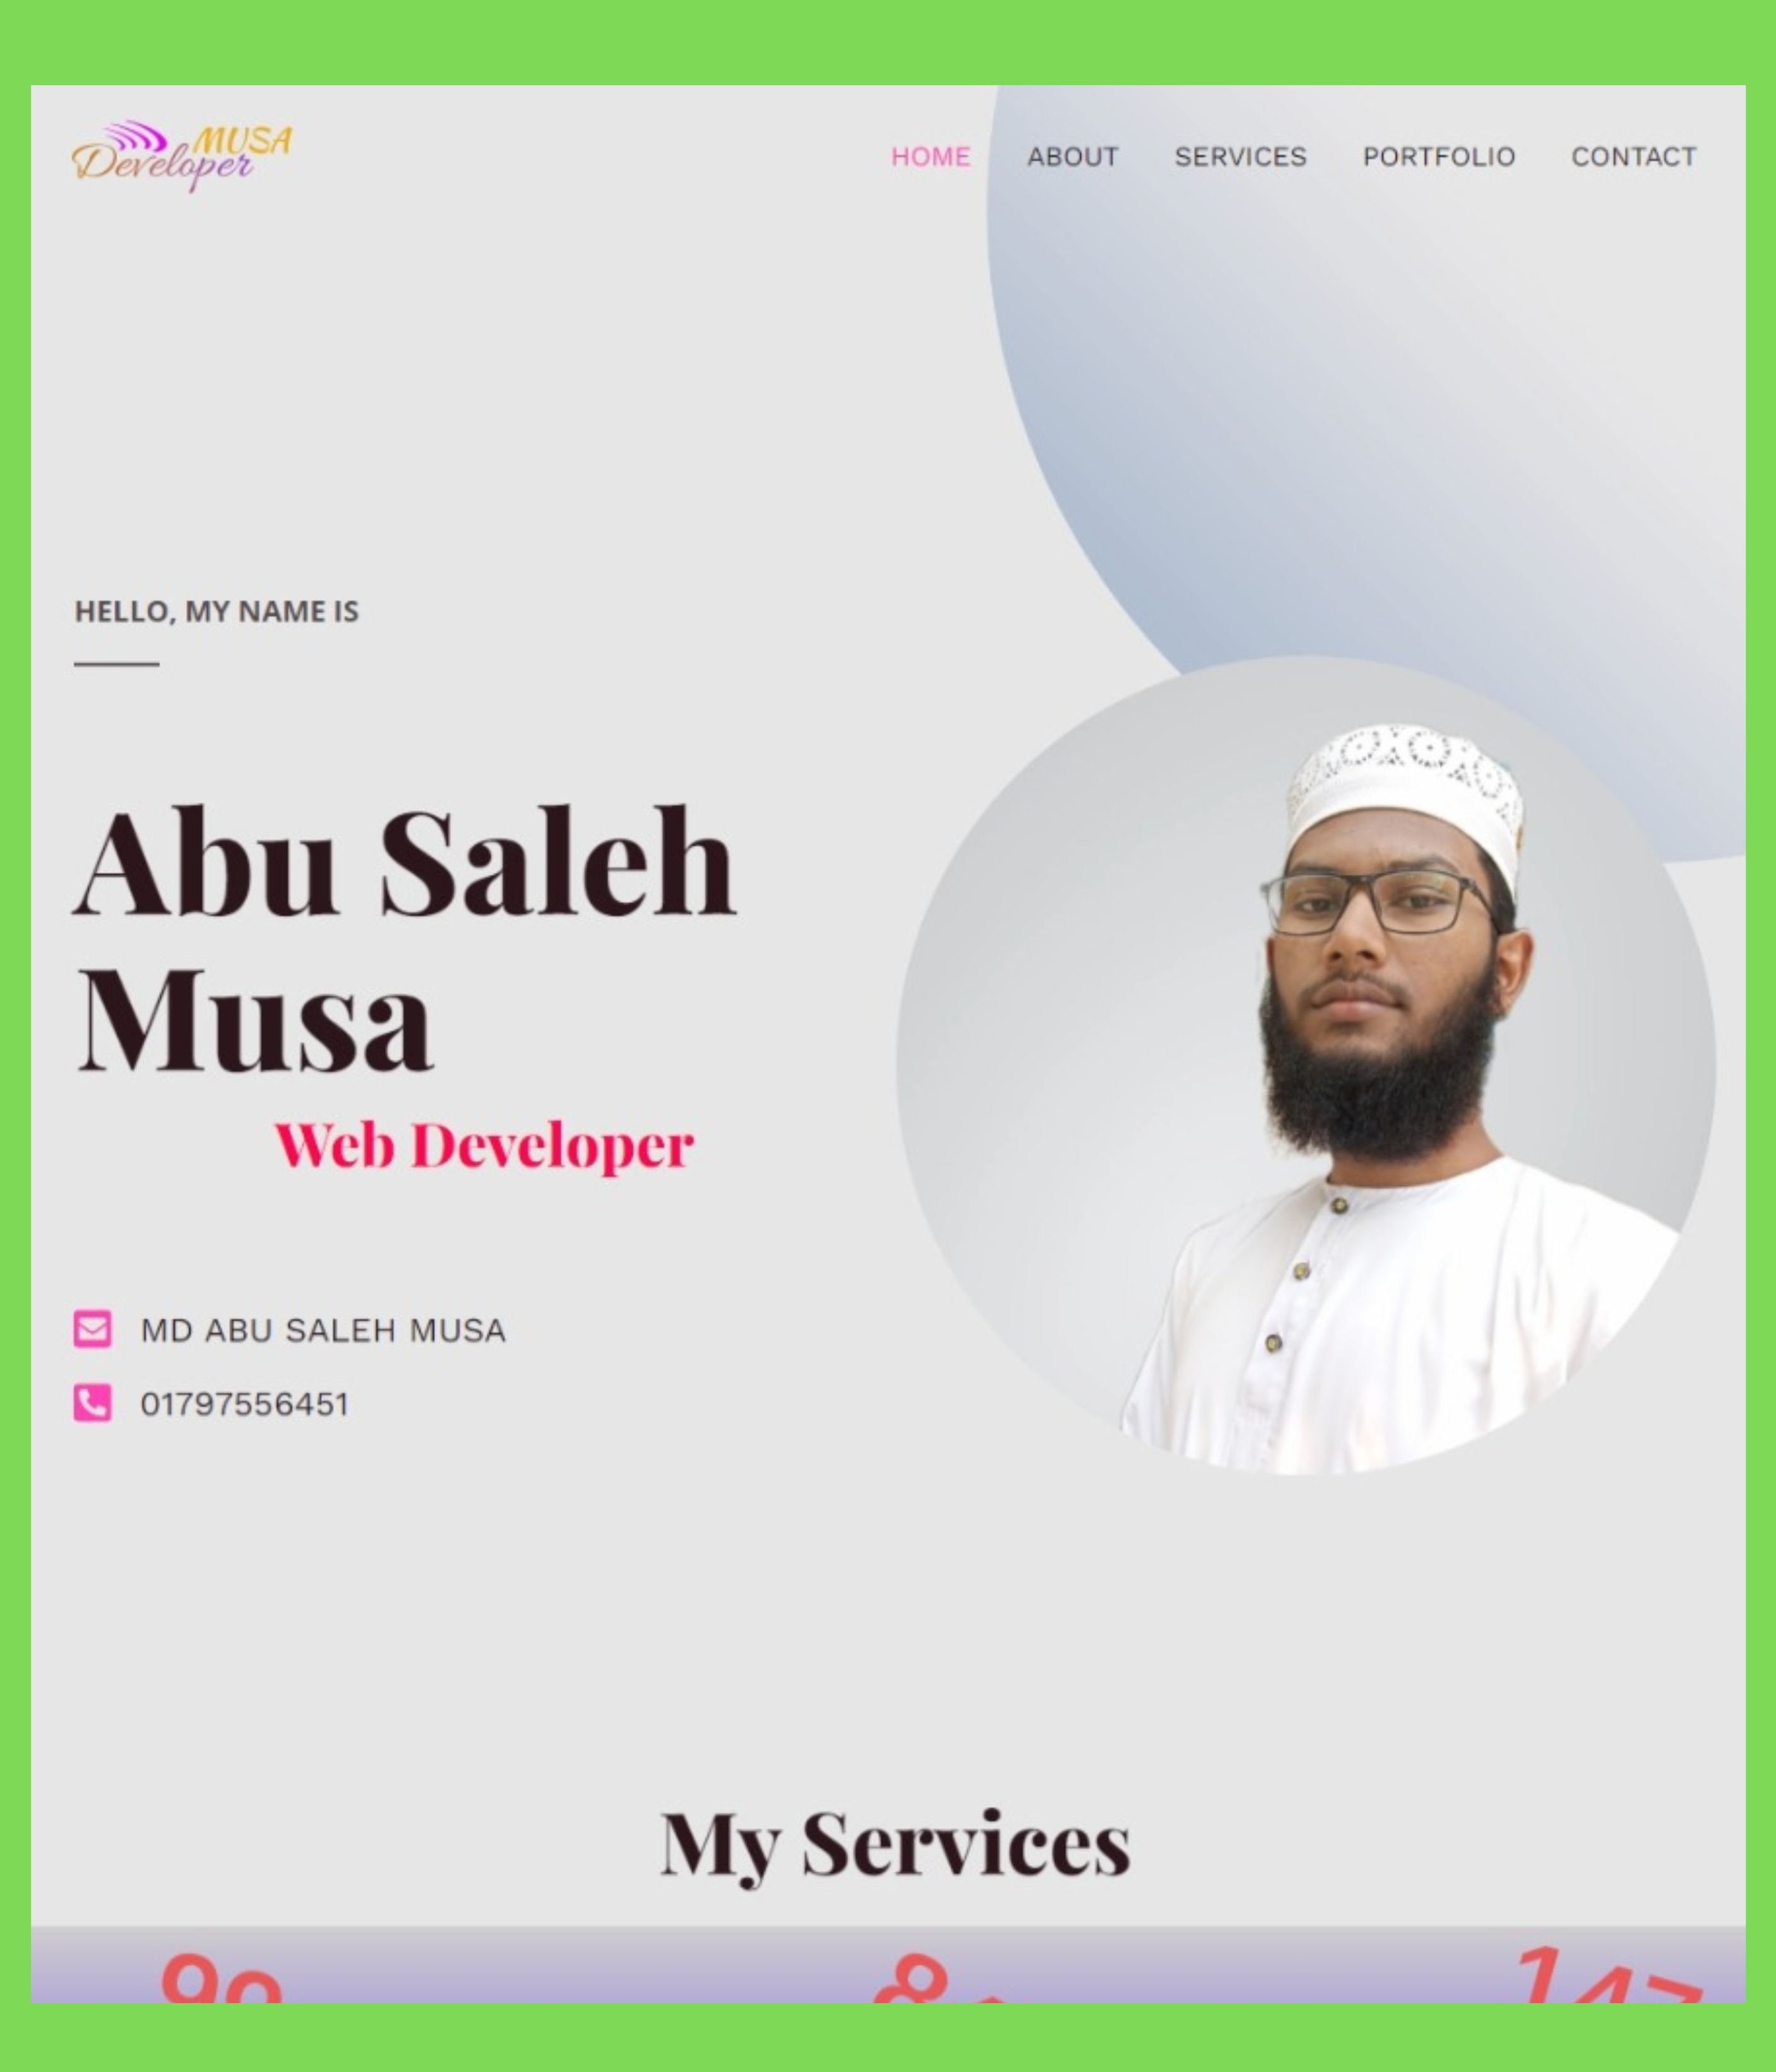 MUSA
Developer
HOME ABOUT SERVICES PORTFOLIO CONTACT
HELLO, MY NAME IS
Abu Saleh
Musa
Web Developer
MD ABU SALEH MUSA
01797556451
My Services